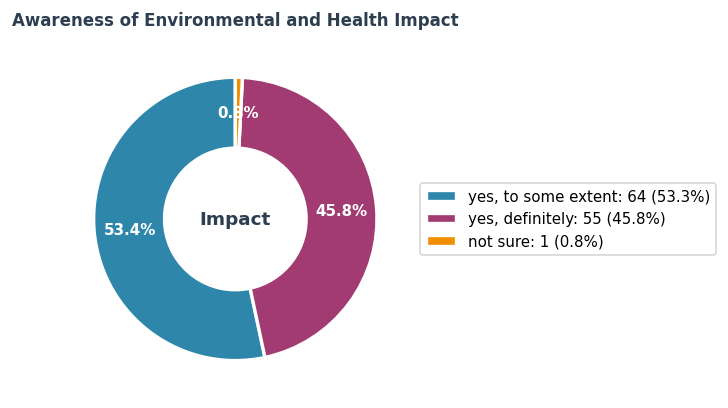 Awareness of Environmental and Health Impact
53.4%
Impact
45.8%
yes, to some extent: 64 (53.3%)
yes, definitely: 55 (45.8%)
not sure: 1 (0.8%)